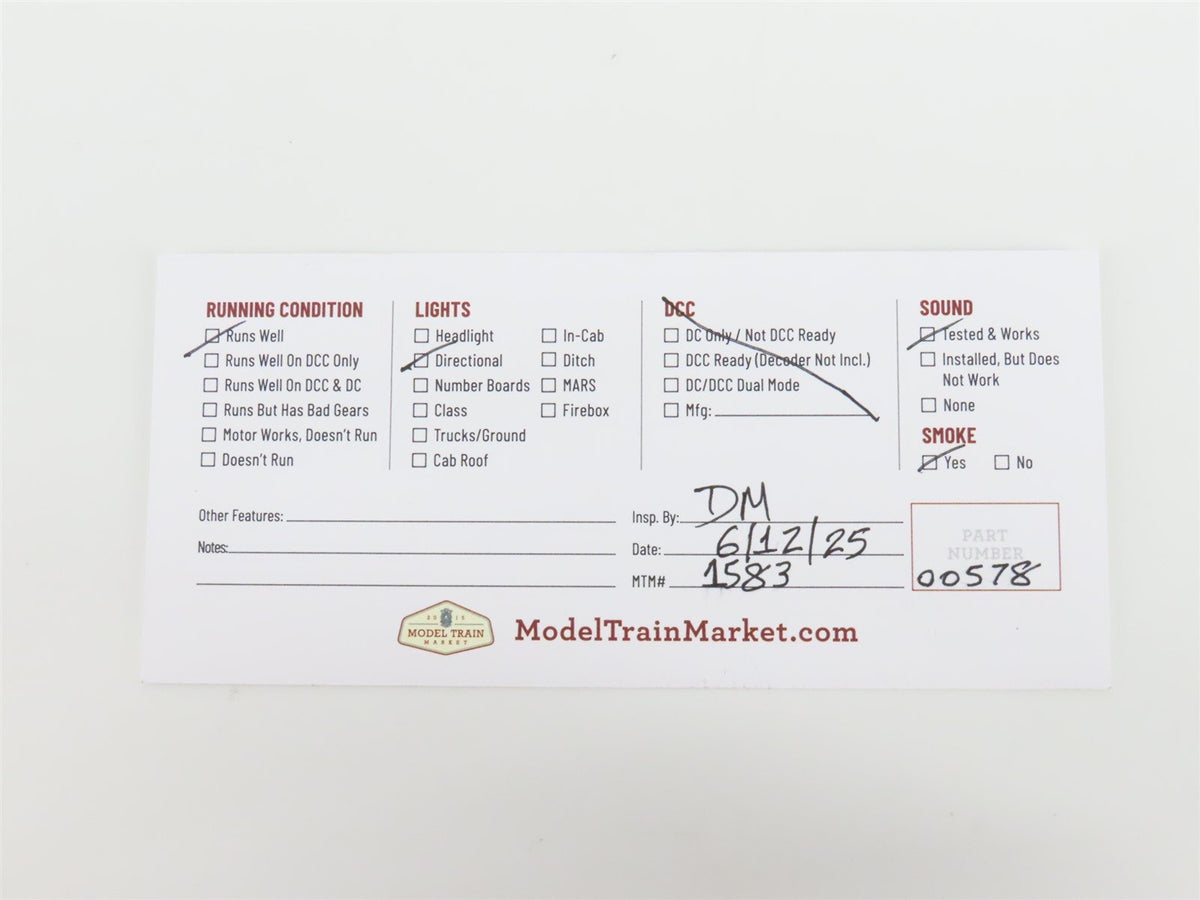 RUNNING CONDITION
Runs Well
Runs Well On DCC Only
Runs Well On DCC & DC
Runs But Has Bad Gears
Motor Works, Doesn't Run
Doesn't Run
LIGHTS
Headlight
Directional
Number Boards
Class
Trucks/Ground
Cab Roof
In-Cab
Ditch
MARS
Firebox
DCC
DC Only / Not DCC Ready
DCC Ready (Decoder Not Incl.)
DC/DCC Dual Mode
Mfg:
SOUND
Tested & Works
Installed, But Does
Not Work
None
SMOKE
Yes No
Other Features:
Notes:
Insp. By: DM
Date: 6/12/25
MTM# 1583
PART
NUMBER
00578
2015
MODEL TRAIN
MARKET
ModelTrainMarket.com